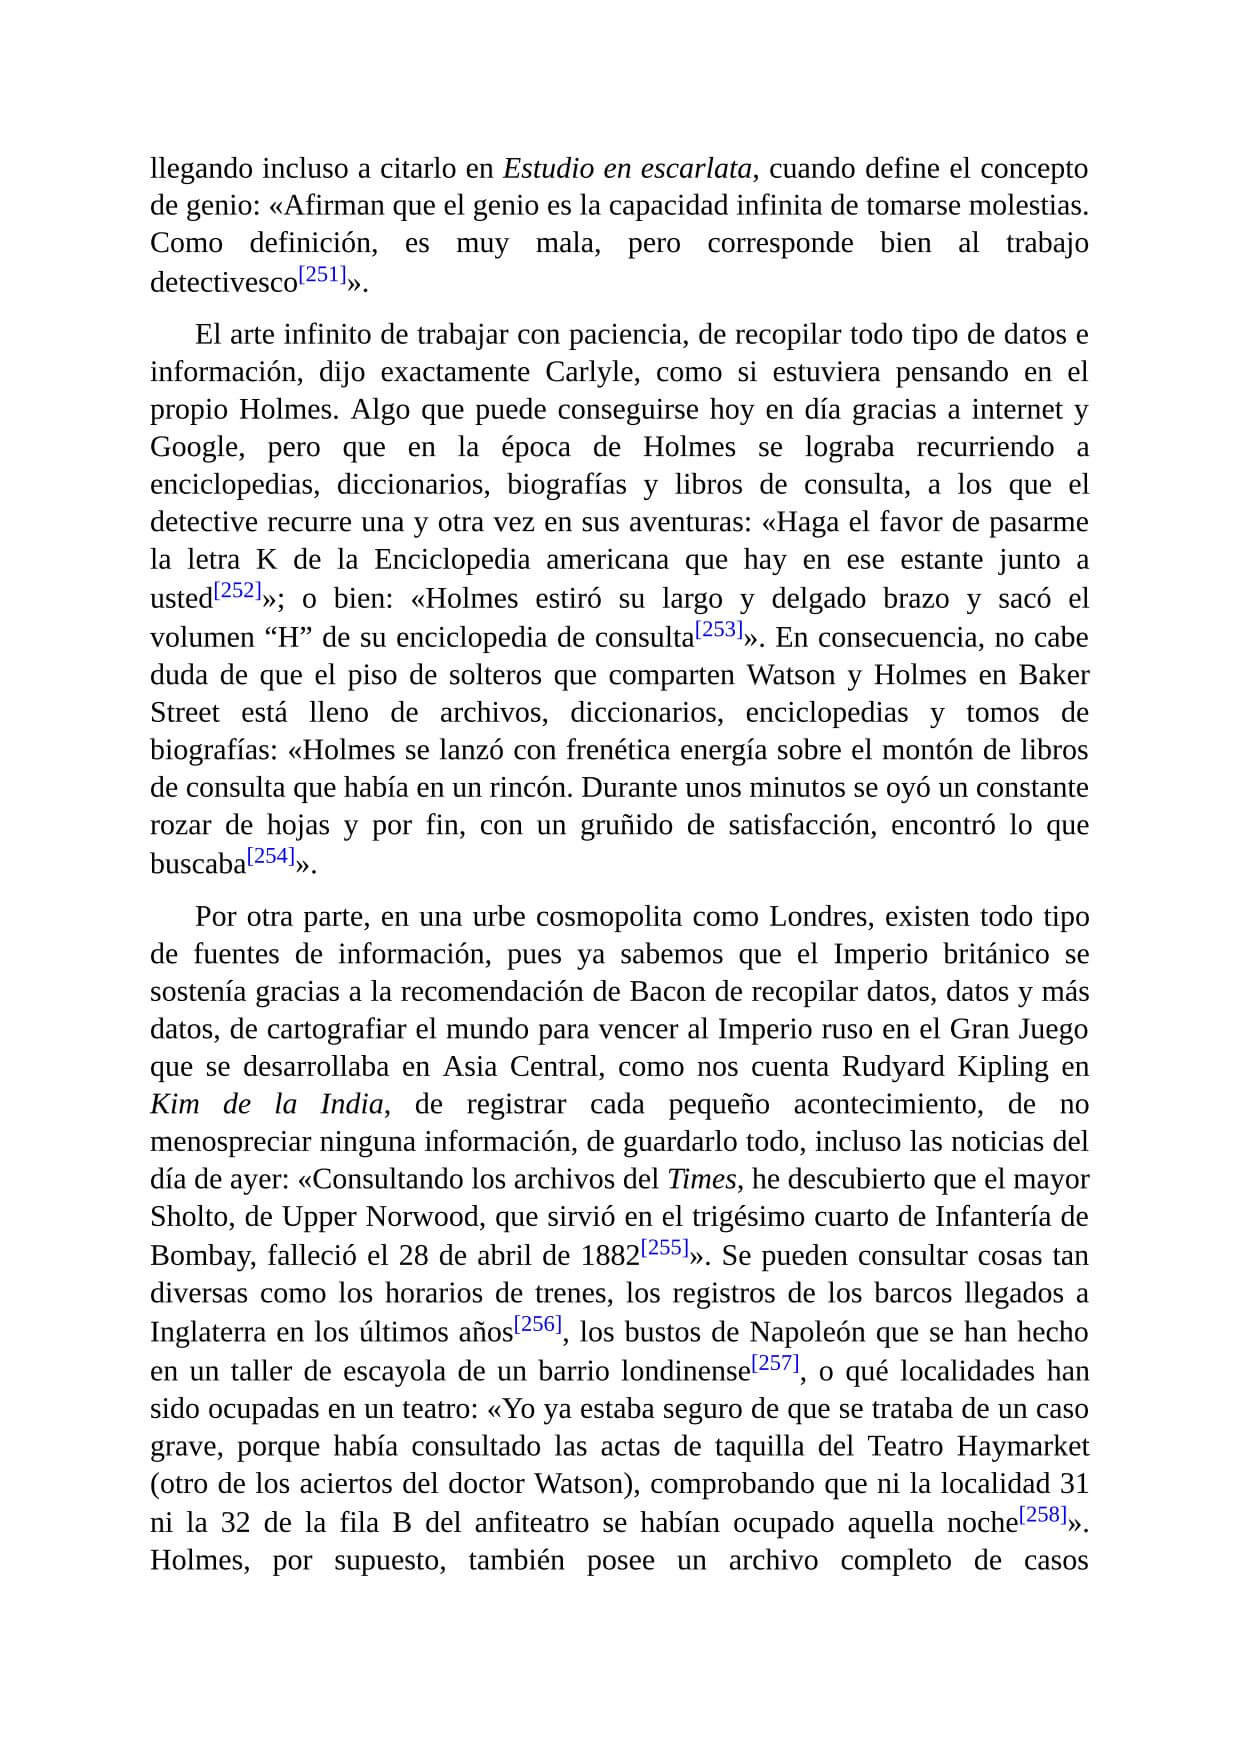 llegando incluso a citarlo en Estudio en escarlata, cuando define el concepto
de genio: «Afirman que el genio es la capacidad infinita de tomarse molestias.
Como definición, es muy mala, pero corresponde bien al trabajo
detectivesco[251]».
El arte infinito de trabajar con paciencia, de recopilar todo tipo de datos e
información, dijo exactamente Carlyle, como si estuviera pensando en el
propio Holmes. Algo que puede conseguirse hoy en día gracias a internet y
Google, pero que en la época de Holmes se lograba recurriendo a
enciclopedias, diccionarios, biografías y libros de consulta, a los que el
detective recurre una y otra vez en sus aventuras: «Haga el favor de pasarme
la letra K de la Enciclopedia americana que hay en ese estante junto a
usted[252]»; o bien: «Holmes estiró su largo y delgado brazo y sacó el
volumen “H” de su enciclopedia de consulta[253]». En consecuencia, no cabe
duda de que el piso de solteros que comparten Watson y Holmes en Baker
Street está lleno de archivos, diccionarios, enciclopedias y tomos de
biografías: «Holmes se lanzó con frenética energía sobre el montón de libros
de consulta que había en un rincón. Durante unos minutos se oyó un constante
rozar de hojas y por fin, con un gruñido de satisfacción, encontró lo que
buscaba[254]».
Por otra parte, en una urbe cosmopolita como Londres, existen todo tipo
de fuentes de información, pues ya sabemos que el Imperio británico se
sostenía gracias a la recomendación de Bacon de recopilar datos, datos y más
datos, de cartografiar el mundo para vencer al Imperio ruso en el Gran Juego
que se desarrollaba en Asia Central, como nos cuenta Rudyard Kipling en
Kim de la India, de registrar cada pequeño acontecimiento, de no
menospreciar ninguna información, de guardarlo todo, incluso las noticias del
día de ayer: «Consultando los archivos del Times, he descubierto que el mayor
Sholto, de Upper Norwood, que sirvió en el trigésimo cuarto de Infantería de
Bombay, falleció el 28 de abril de 1882[255]». Se pueden consultar cosas tan
diversas como los horarios de trenes, los registros de los barcos llegados a
Inglaterra en los últimos años[256], los bustos de Napoleón que se han hecho
en un taller de escayola de un barrio londinense[257], o qué localidades han
sido ocupadas en un teatro: «Yo ya estaba seguro de que se trataba de un caso
grave, porque había consultado las actas de taquilla del Teatro Haymarket
(otro de los aciertos del doctor Watson), comprobando que ni la localidad 31
ni la 32 de la fila B del anfiteatro se habían ocupado aquella noche[258]».
Holmes, por supuesto, también posee un archivo completo de casos